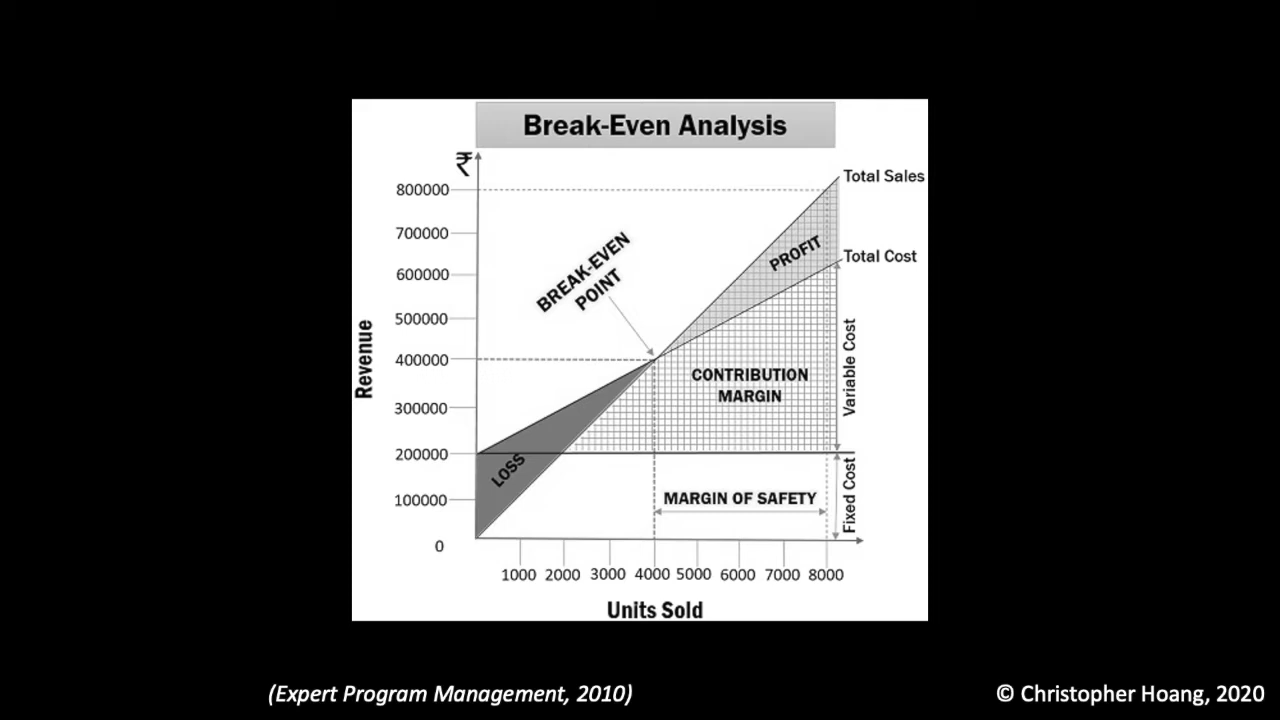 Break-Even Analysis
₹
Total Sales
800000
700000
Total Cost
600000
PROFIT
BREAK-EVEN
POINT
500000
400000
300000
200000
100000
0
Revenue
CONTRIBUTION
MARGIN
Variable Cost
LOSS
MARGIN OF SAFETY
Fixed Cost
1000 2000 3000 4000 5000 6000 7000 8000
Units Sold
(Expert Program Management, 2010)
© Christopher Hoang, 2020